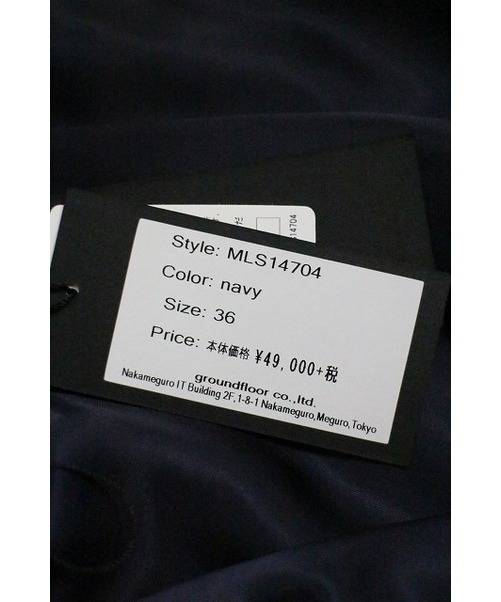 14704
Style: MLS14704
Color: navy
Size: 36
Price: 本体価格 ¥49,000+税
groundfloor co.,ltd.
Nakameguro IT Building 2F, 1-8-1 Nakameguro, Meguro, Tokyo